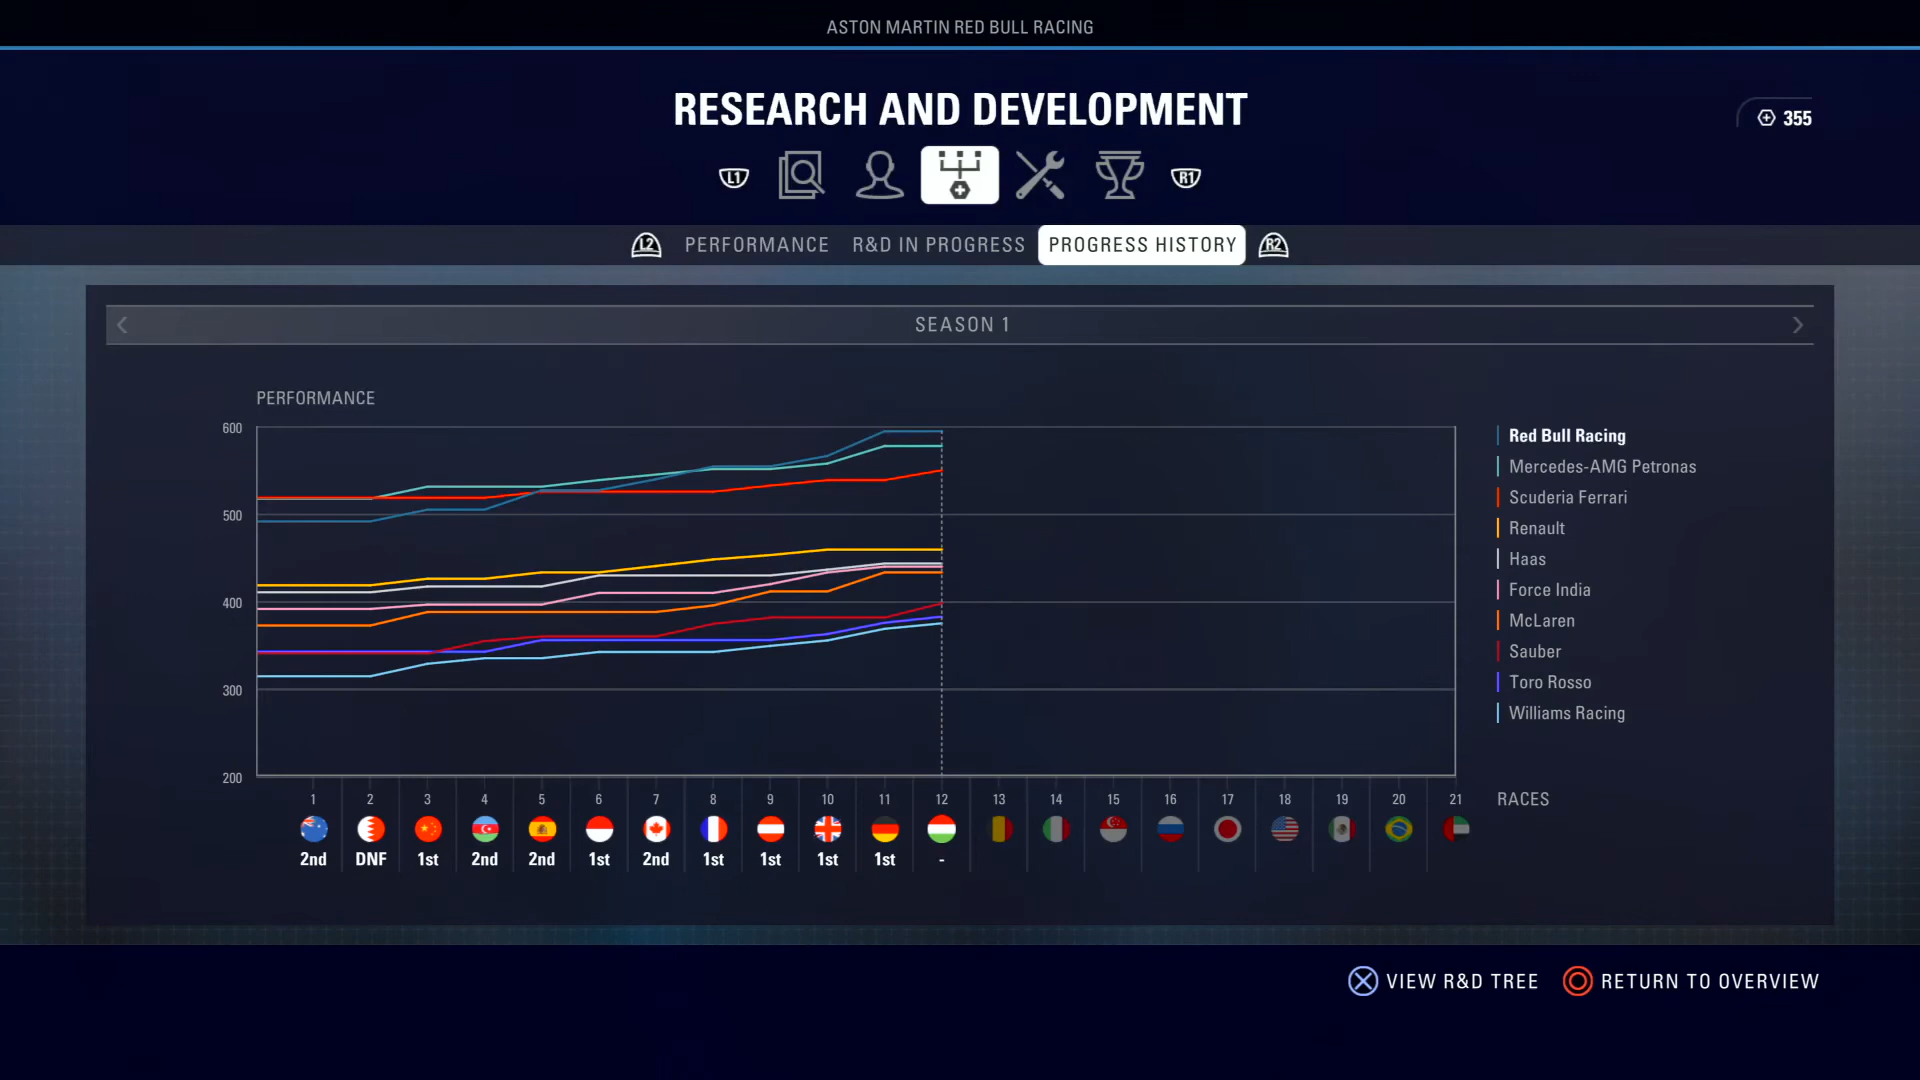 ASTON MARTIN RED BULL RACING
RESEARCH AND DEVELOPMENT
355
L1
R1
L2 PERFORMANCE R&D IN PROGRESS PROGRESS HISTORY R2
SEASON 1
PERFORMANCE
600
500
400
300
200
Red Bull Racing
Mercedes-AMG Petronas
Scuderia Ferrari
Renault
Haas
Force India
McLaren
Sauber
Toro Rosso
Williams Racing
1 2 3 4 5 6 7 8 9 10 11 12 13 14 15 16 17 18 19 20 21 RACES
2nd DNF 1st 2nd 2nd 1st 2nd 1st 1st 1st 1st -
VIEW R&D TREE RETURN TO OVERVIEW